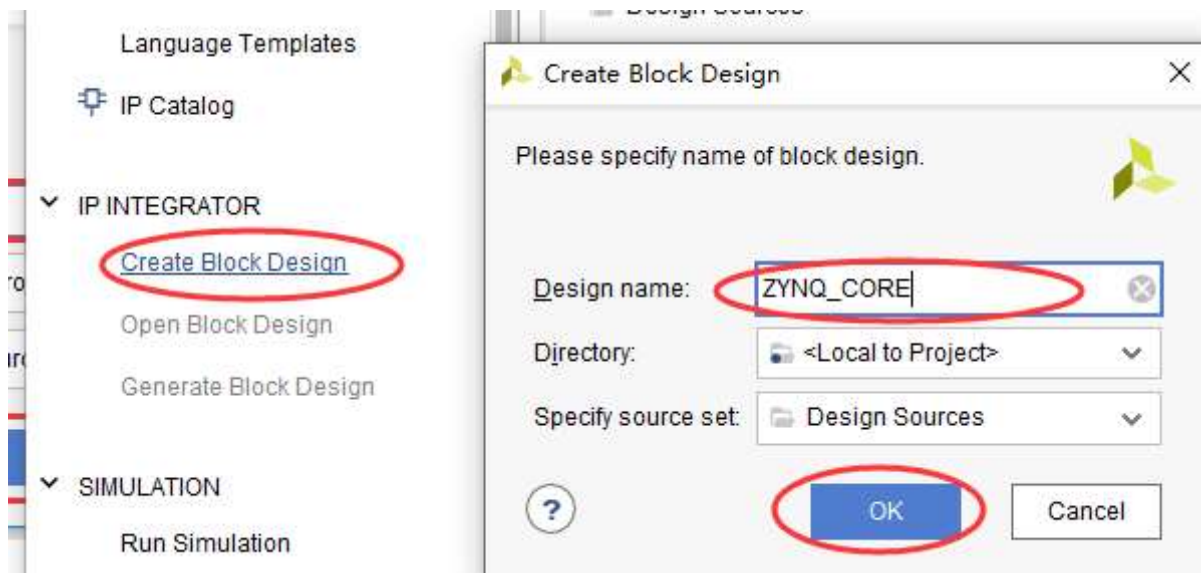 Design Sources
Language Templates
IP Catalog
IP INTEGRATOR
Create Block Design
Open Block Design
Generate Block Design
SIMULATION
Run Simulation
Create Block Design
Please specify name of block design.
Design name: ZYNQ_CORE
Directory: <Local to Project>
Specify source set: Design Sources
? OK Cancel